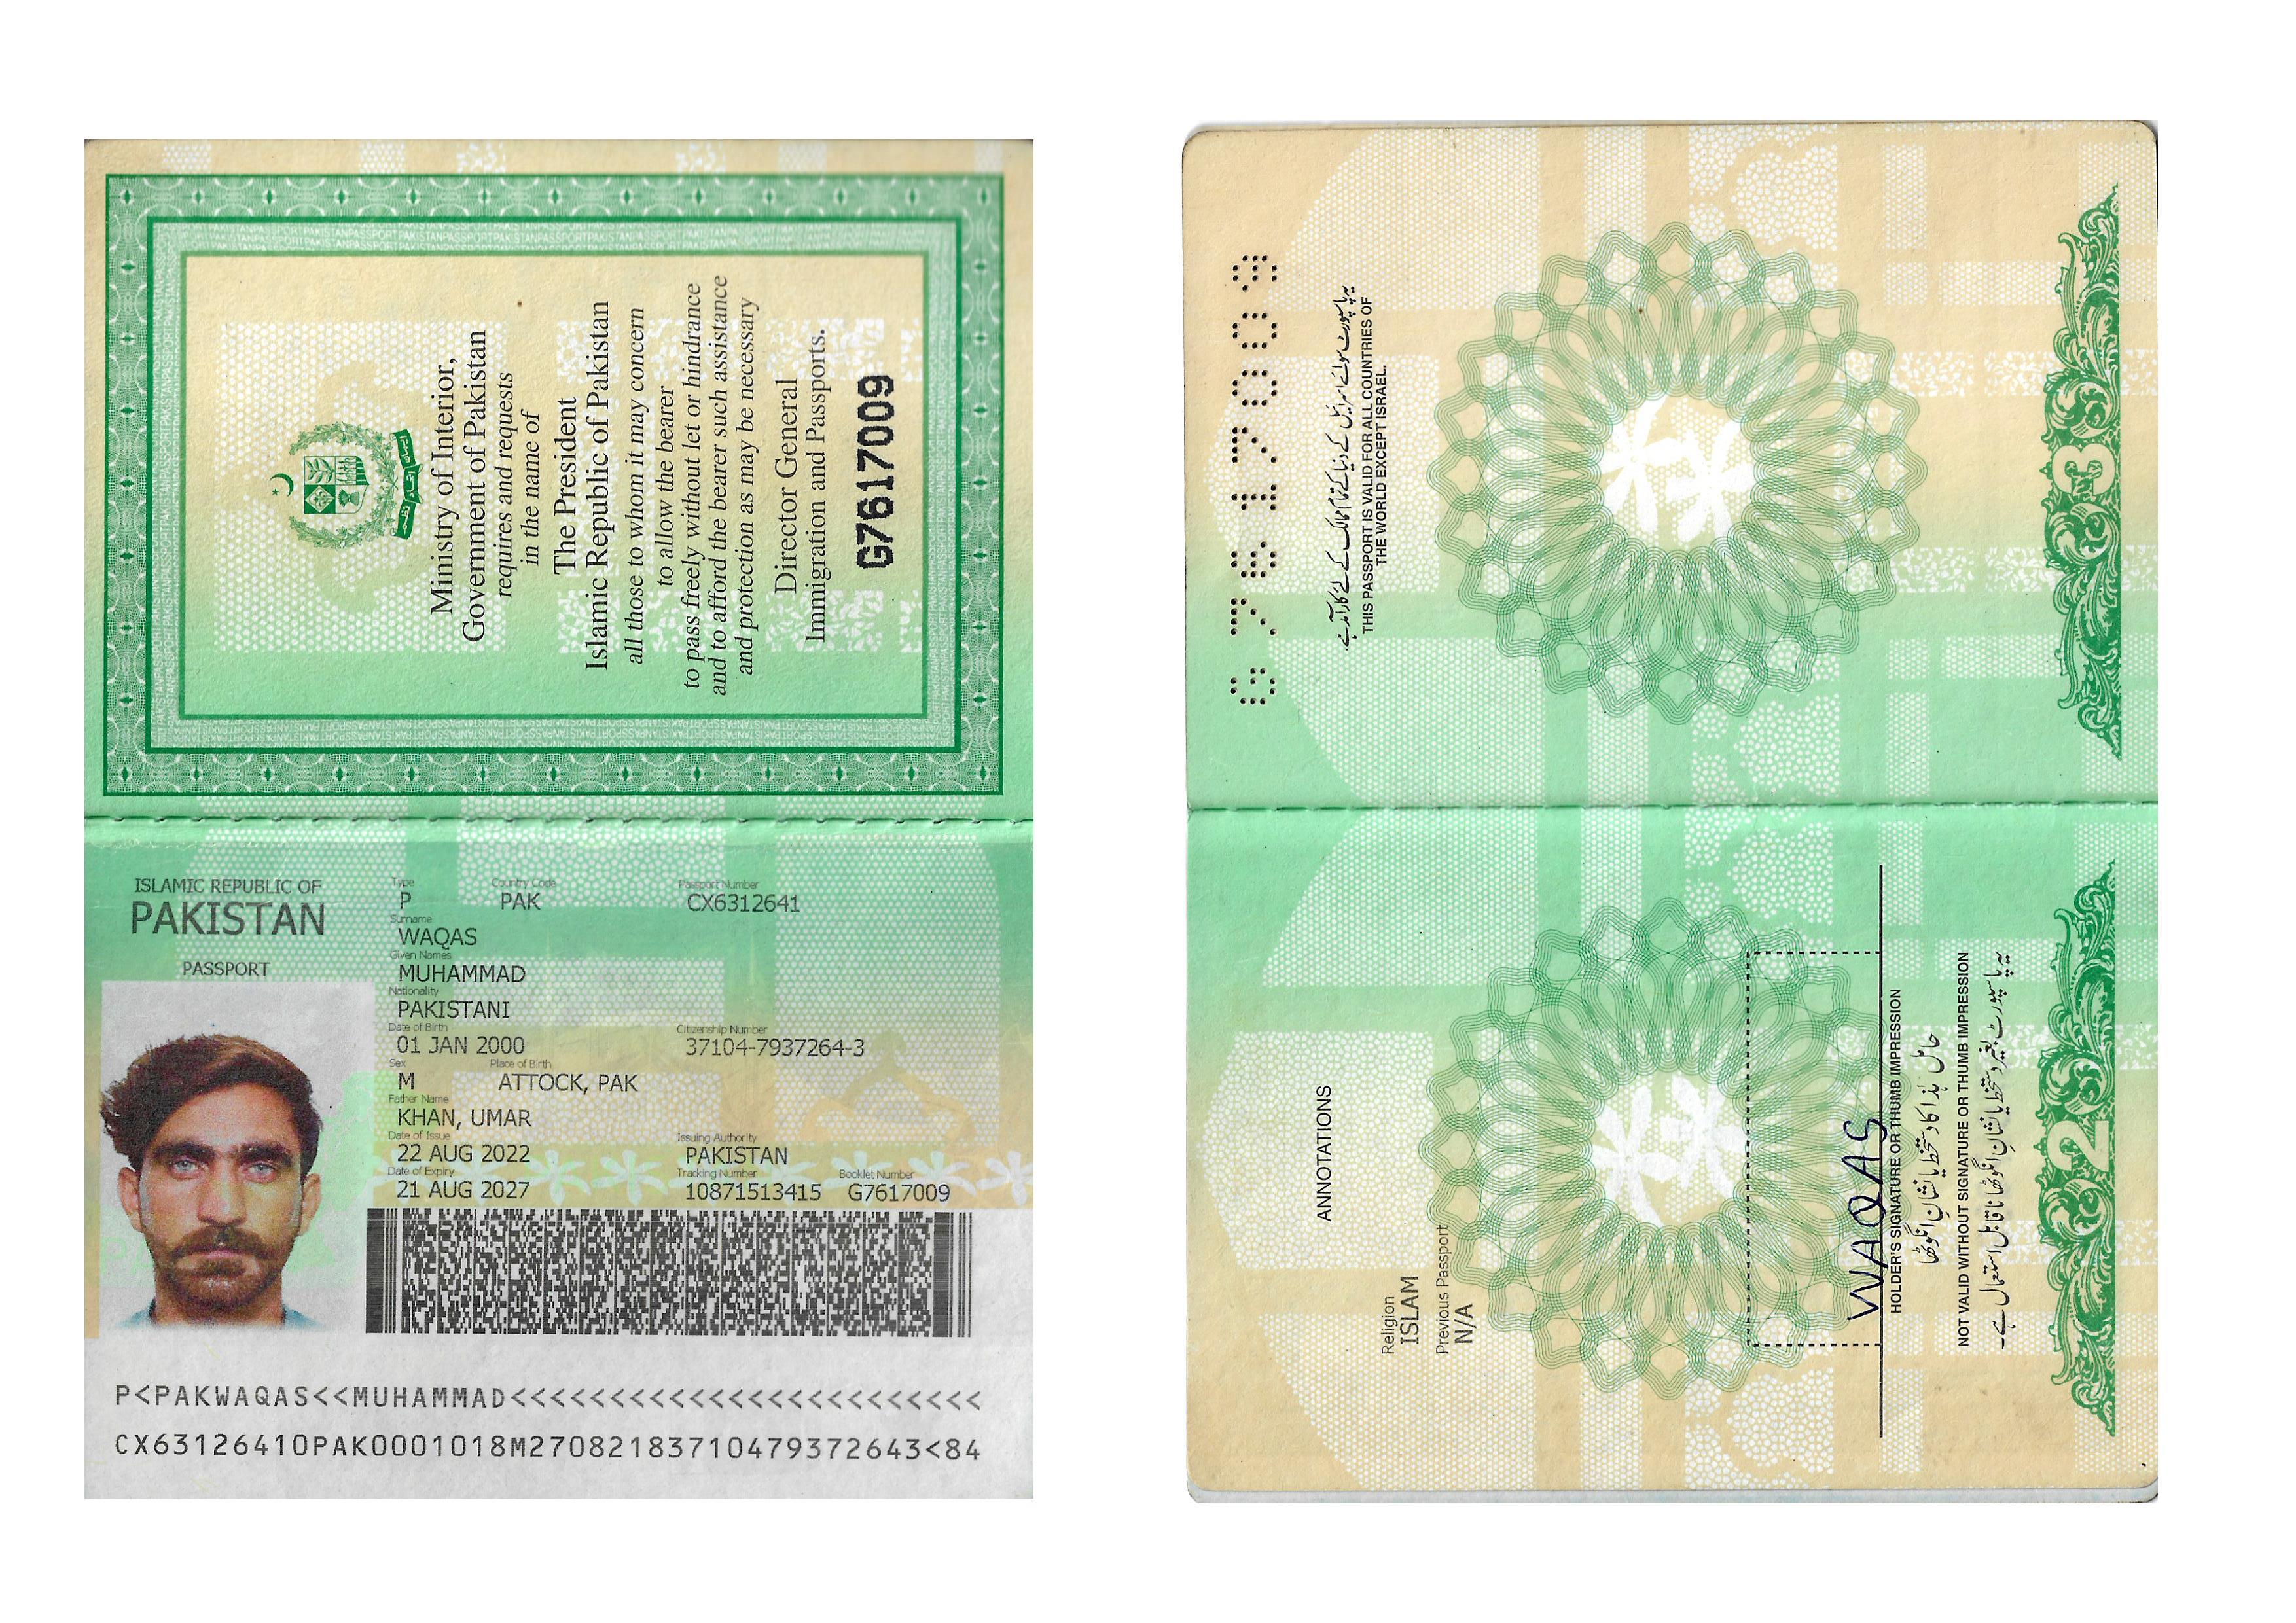 Ministry of Interior,
Government of Pakistan
requires and requests
in the name of
The President
Islamic Republic of Pakistan
all those to whom it may concern
to allow the bearer
to pass freely without let or hindrance
and to afford the bearer such assistance
and protection as may be necessary
Director General
Immigration and Passports.
G7617009
ISLAMIC REPUBLIC OF
PAKISTAN
PASSPORT
Type Country Code Passport Number
P PAK CX6312641
Surname
WAQAS
Given Names
MUHAMMAD
Nationality
PAKISTANI
Date of Birth Citizenship Number
01 JAN 2000 37104-7937264-3
Sex Place of Birth
M ATTOCK, PAK
Father Name
KHAN, UMAR
Date of Issue Issuing Authority
22 AUG 2022 PAKISTAN
Date of Expiry Tracking Number Booklet Number
21 AUG 2027 10871513415 G7617009
P<PAKWAQAS<<MUHAMMAD<<<<<<<<<<<<<<<<<<<<<<<<
CX63126410PAK0001018M27082183710479372643<84
G7617009
یہ پاسپورٹ سوائے اسرائیل کے دنیا کے تمام ممالک کے لئے کارآمد ہے.
THIS PASSPORT IS VALID FOR ALL COUNTRIES OF
THE WORLD EXCEPT ISRAEL.
3
ANNOTATIONS
Religion
ISLAM
Previous Passport
N/A
WAQAS
HOLDER'S SIGNATURE OR THUMB IMPRESSION
حامل ہٰذا کا دستخط یا نشانِ انگوٹھا
NOT VALID WITHOUT SIGNATURE OR THUMB IMPRESSION
یہ پاسپورٹ بغیر دستخط یا نشانِ انگوٹھا ناقابل استعمال ہے۔
2